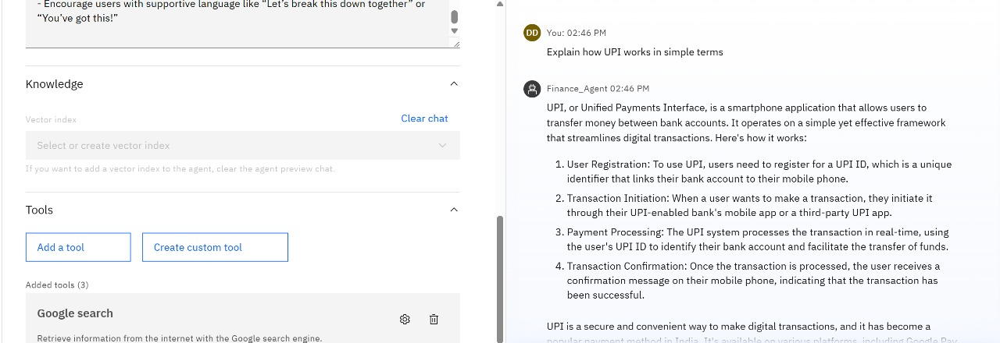 - Encourage users with supportive language like “Let’s break this down together” or
“You’ve got this!”
Knowledge
Vector index
Clear chat
Select or create vector index
If you want to add a vector index to the agent, clear the agent preview chat.
Tools
Add a tool
Create custom tool
Added tools (3)
Google search
Retrieve information from the internet with the Google search engine.
DD
You: 02:46 PM
Explain how UPI works in simple terms
Finance_Agent 02:46 PM
UPI, or Unified Payments Interface, is a smartphone application that allows users to
transfer money between bank accounts. It operates on a simple yet effective framework
that streamlines digital transactions. Here's how it works:
1. User Registration: To use UPI, users need to register for a UPI ID, which is a unique
identifier that links their bank account to their mobile phone.
2. Transaction Initiation: When a user wants to make a transaction, they initiate it
through their UPI-enabled bank's mobile app or a third-party UPI app.
3. Payment Processing: The UPI system processes the transaction in real-time, using
the user's UPI ID to identify their bank account and facilitate the transfer of funds.
4. Transaction Confirmation: Once the transaction is processed, the user receives a
confirmation message on their mobile phone, indicating that the transaction has
been successful.
UPI is a secure and convenient way to make digital transactions, and it has become a
popular payment method in India. It's available on various platforms, including Google Pay,